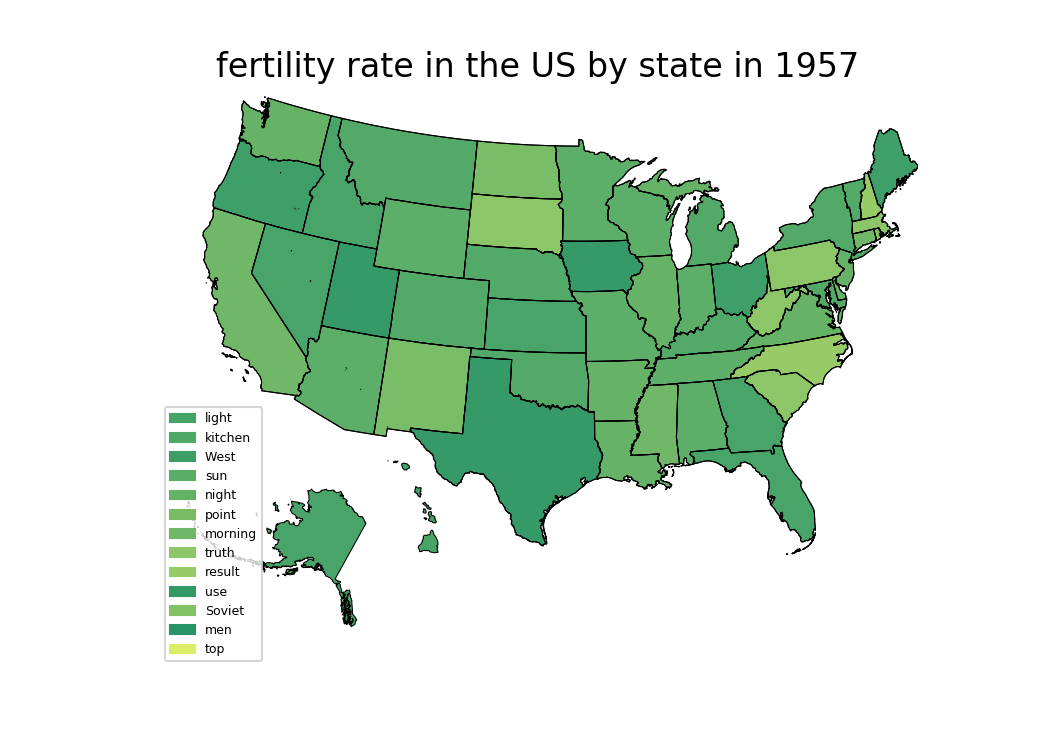 fertility rate in the US by state in 1957
light
kitchen
West
sun
night
point
morning
truth
result
use
Soviet
men
top